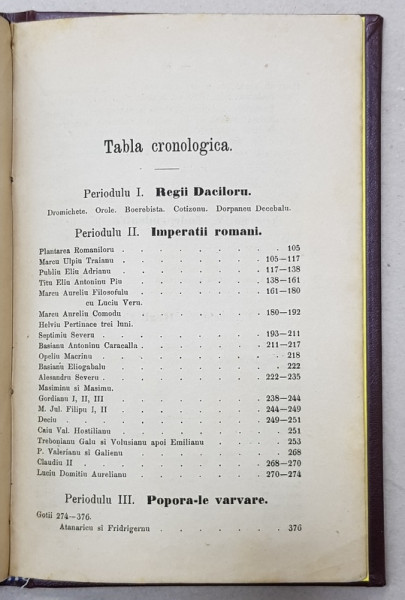 Tabla cronologica.
Periodulu I. Regii Daciloru.
Dromichete. Orole. Boerebista. Cotizonu. Dorpaneu Decebalu.
Periodulu II. Imperatii romani.
Plantarea Romaniloru . . . . . . . 105
Marcu Ulpiu Traianu . . . . . . 105—117
Publiu Eliu Adrianu . . . . . . 117—138
Titu Eliu Antoninu Piu . . . . . . 138—161
Marcu Aureliu Filosofulu . . . . . 161—180
cu Luciu Veru.
Marcu Aureliu Comodu . . . . . . 180—192
Helviu Pertinace trei luni.
Septimiu Severu . . . . . . . 193—211
Basianu Antoninu Caracalla . . . . . . 211—217
Opeliu Macrinu . . . . . . . . 218
Basianu Eliogabalu . . . . . . . 222
Alesandru Severu . . . . . . . 222—235
Masiminu si Masimu.
Gordianu I, II, III . . . . . . 238—244
M. Jul. Filipu I, II . . . . . . 244—249
Deciu . . . . . . . . 249—251
Caiu Val. Hostilianu . . . . . . . 251
Trebonianu Galu si Volusianu apoi Emilianu . . . . 253
P. Valerianu si Galienu . . . . . . 268
Claudiu II . . . . . . . . 268—270
Luciu Domitiu Aurelianu . . . . . . 270—274
Periodulu III. Popora-le varvare.
Gotii 274—376.
Atanaricu si Fridrigernu . . . . . . 376